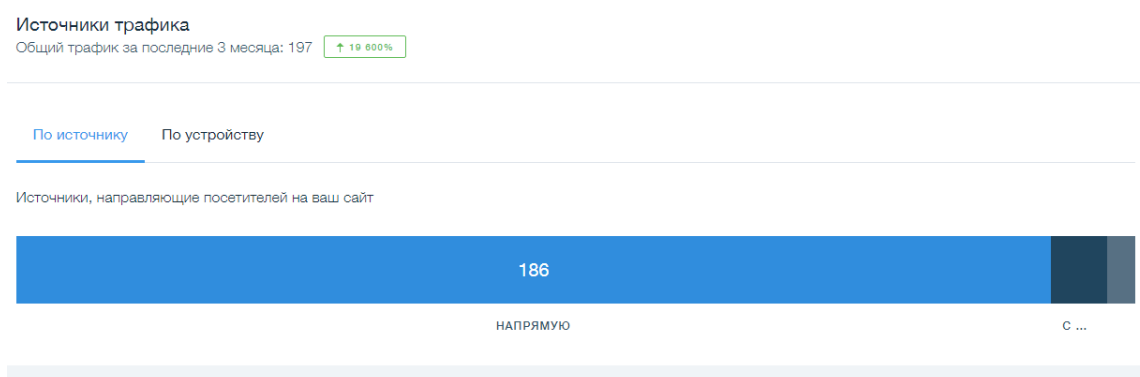 Источники трафика
Общий трафик за последние 3 месяца: 197 ↑ 19 600%
По источнику По устройству
Источники, направляющие посетителей на ваш сайт
186
НАПРЯМУЮ С ...